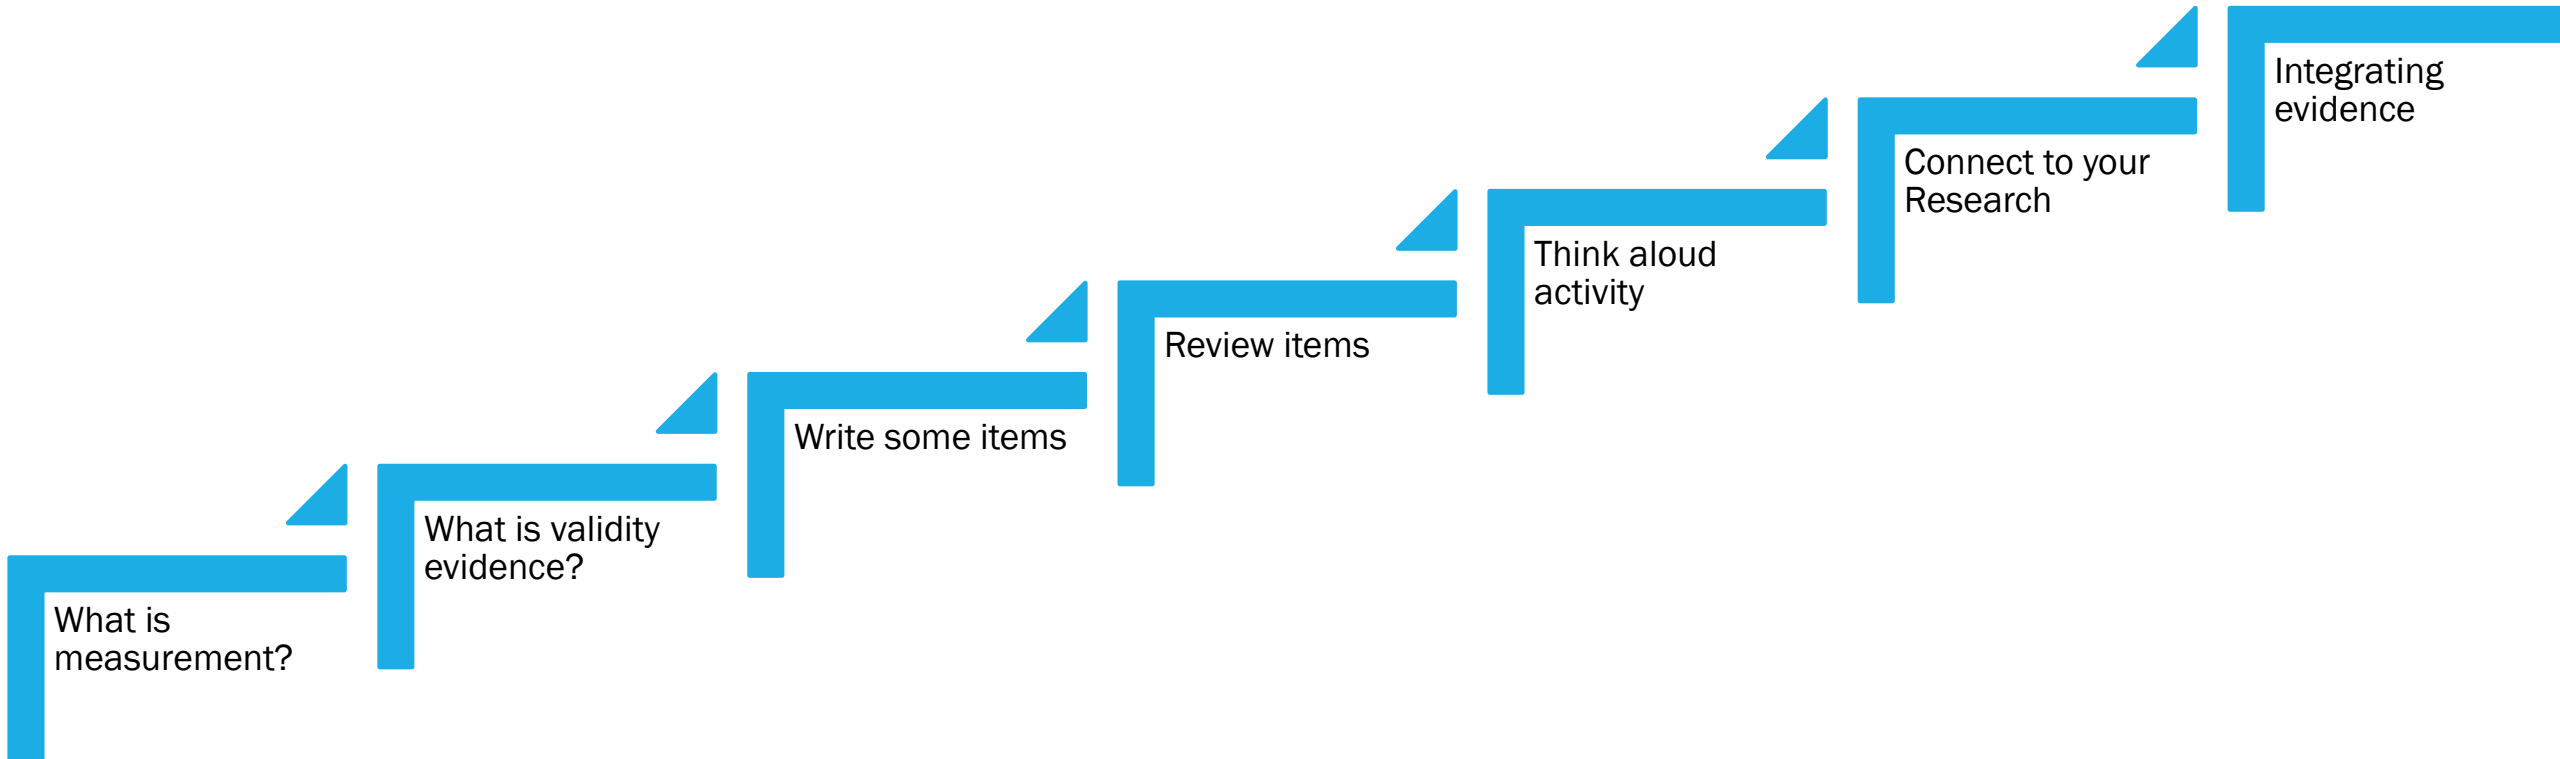 What is
measurement?
What is validity
evidence?
Write some items
Review items
Think aloud
activity
Connect to your
Research
Integrating
evidence